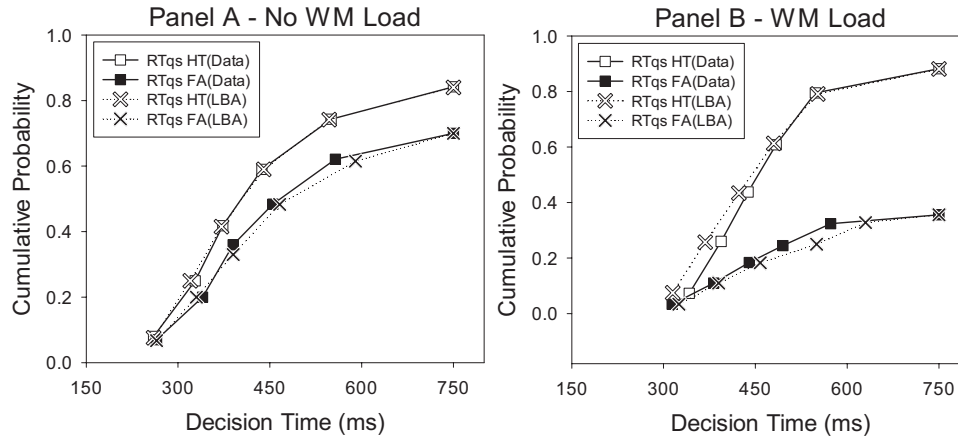 Panel A - No WM Load
1.0
0.8
0.6
0.4
0.2
0.0
Cumulative Probability
RTqs HT(Data)
RTqs FA(Data)
RTqs HT(LBA)
RTqs FA(LBA)
150 300 450 600 750
Decision Time (ms)
Panel B - WM Load
1.0
0.8
0.6
0.4
0.2
0.0
Cumulative Probability
RTqs HT(Data)
RTqs FA(Data)
RTqs HT(LBA)
RTqs FA(LBA)
150 300 450 600 750
Decision Time (ms)